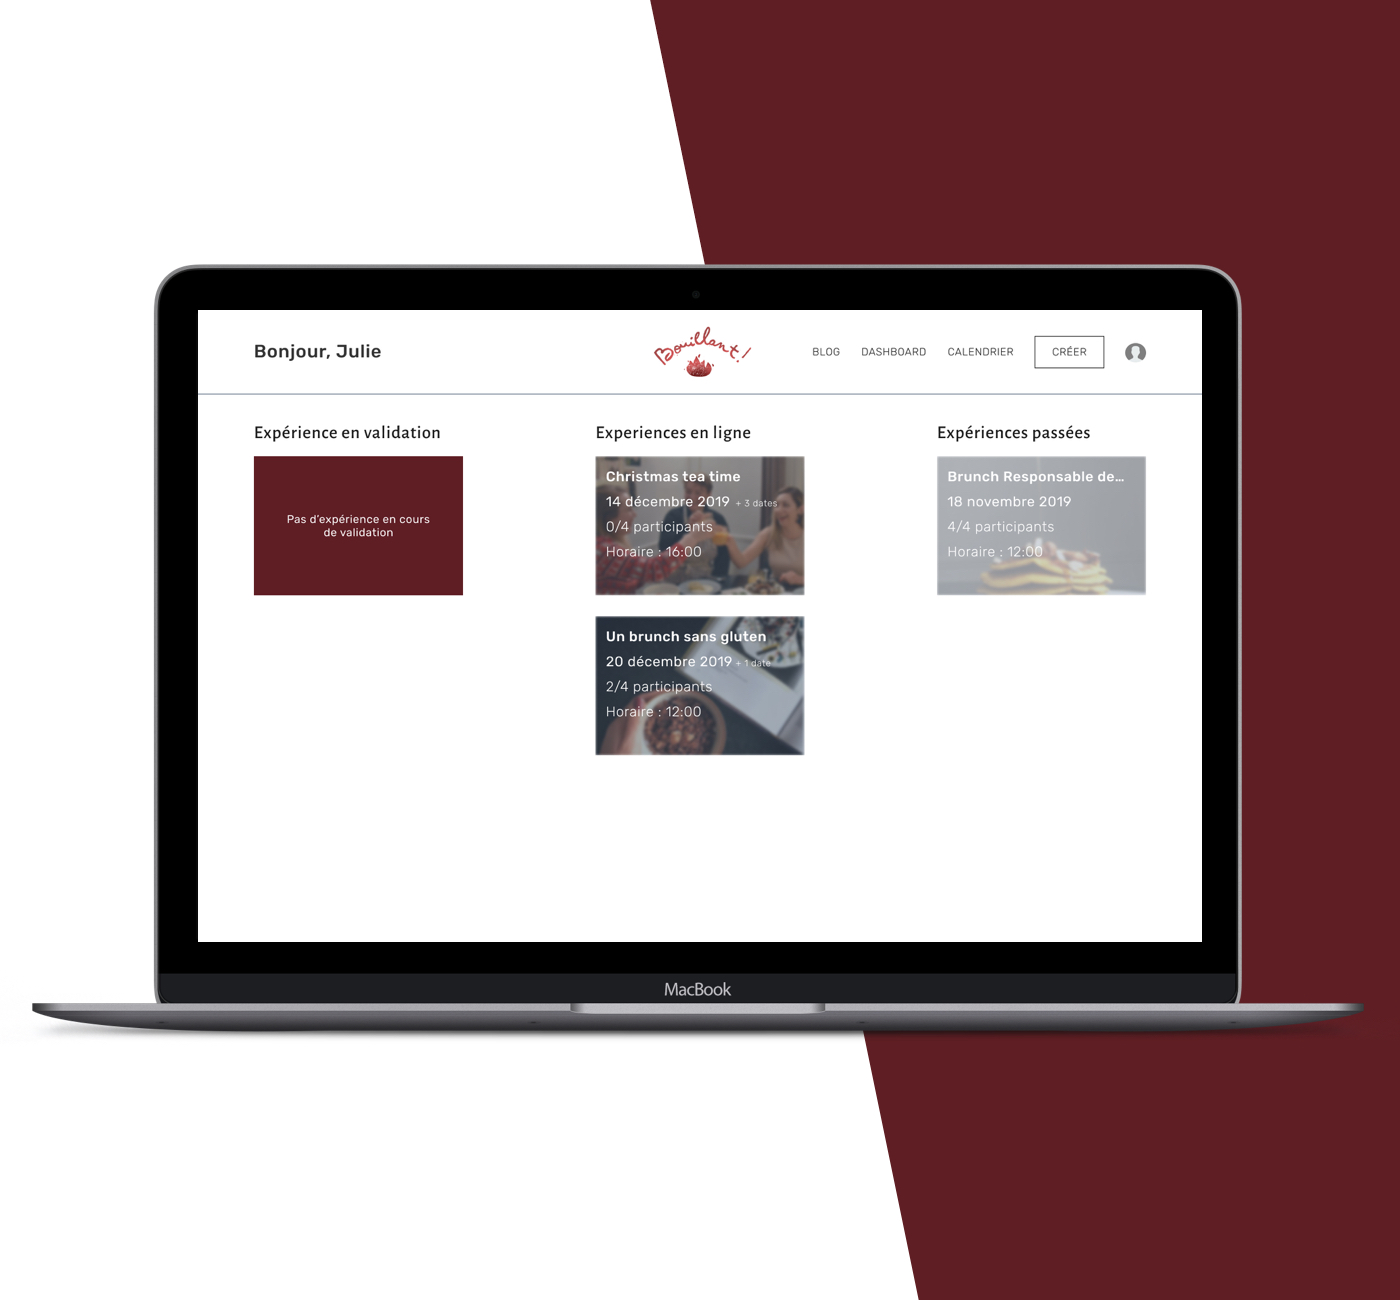 Bonjour, Julie
Bouillant!
BLOG
DASHBOARD
CALENDRIER
CRÉER
Expérience en validation
Pas d'expérience en cours
de validation
Experiences en ligne
Christmas tea time
14 décembre 2019 + 3 dates
0/4 participants
Horaire : 16:00
Un brunch sans gluten
20 décembre 2019 + 1 date
2/4 participants
Horaire : 12:00
Expériences passées
Brunch Responsable de...
18 novembre 2019
4/4 participants
Horaire : 12:00
MacBook